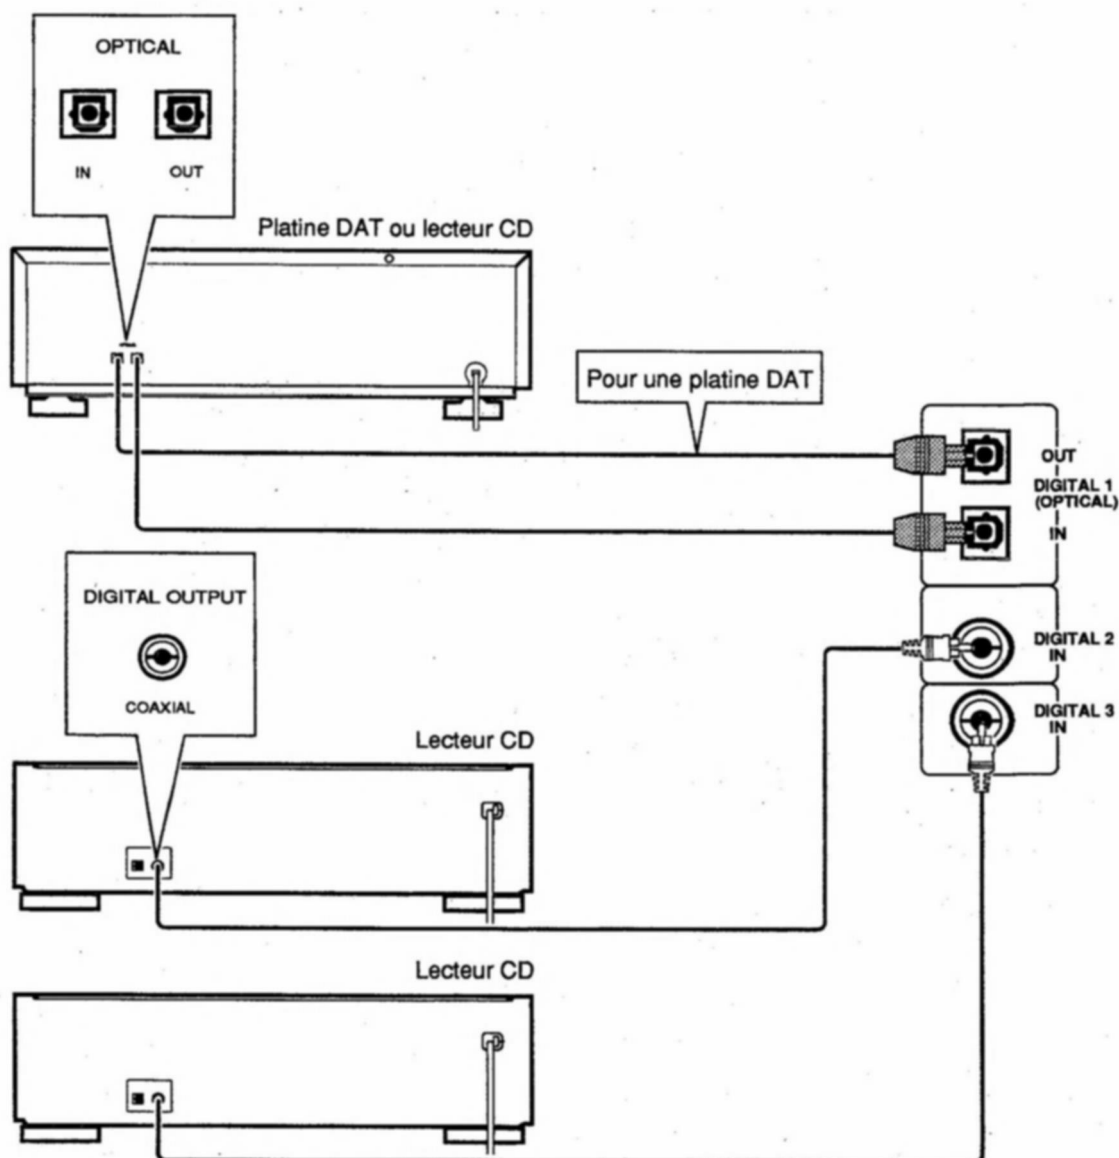 OPTICAL
IN OUT
Platine DAT ou lecteur CD
Pour une platine DAT
OUT
DIGITAL 1
(OPTICAL)
IN
DIGITAL OUTPUT
COAXIAL
DIGITAL 2
IN
DIGITAL 3
IN
Lecteur CD
Lecteur CD